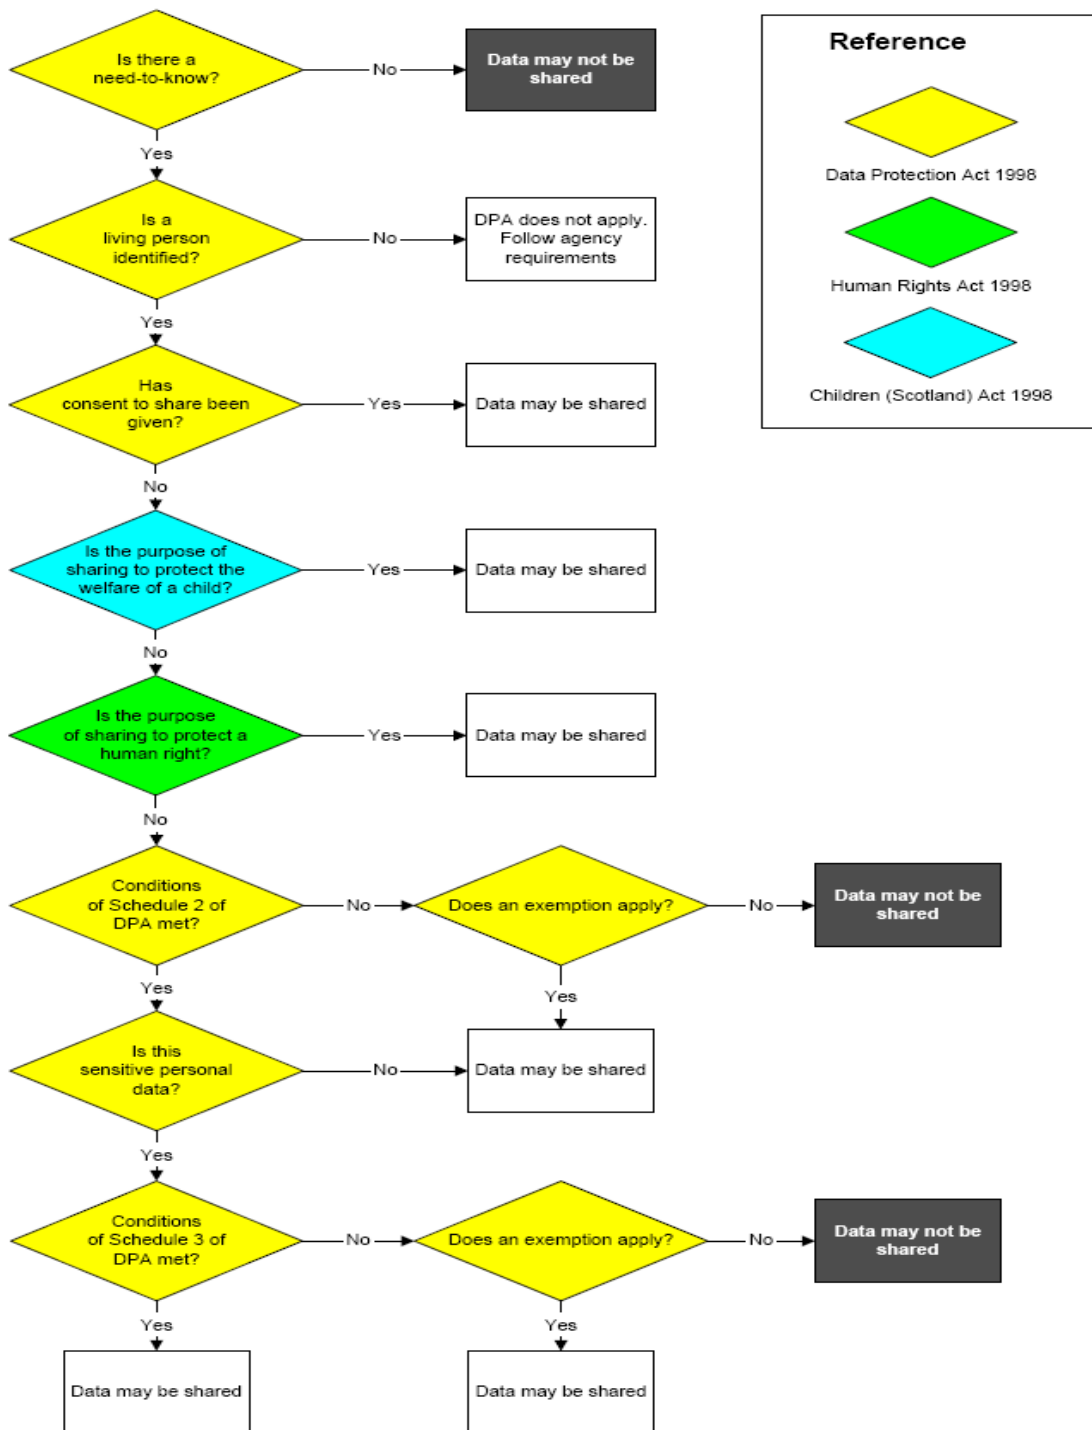 Is there a
need-to-know?
No
Data may not be
shared
Yes
Is a
living person
identified?
No
DPA does not apply.
Follow agency
requirements
Yes
Has
consent to share been
given?
Yes
Data may be shared
No
Is the purpose of
sharing to protect the
welfare of a child?
Yes
Data may be shared
No
Is the purpose
of sharing to protect a
human right?
Yes
Data may be shared
No
Conditions
of Schedule 2 of
DPA met?
No
Does an exemption apply?
No
Data may not be
shared
Yes
Yes
Is this
sensitive personal
data?
No
Data may be shared
Yes
Conditions
of Schedule 3 of
DPA met?
No
Does an exemption apply?
No
Data may not be
shared
Yes
Yes
Data may be shared
Data may be shared
Reference
Data Protection Act 1998
Human Rights Act 1998
Children (Scotland) Act 1998